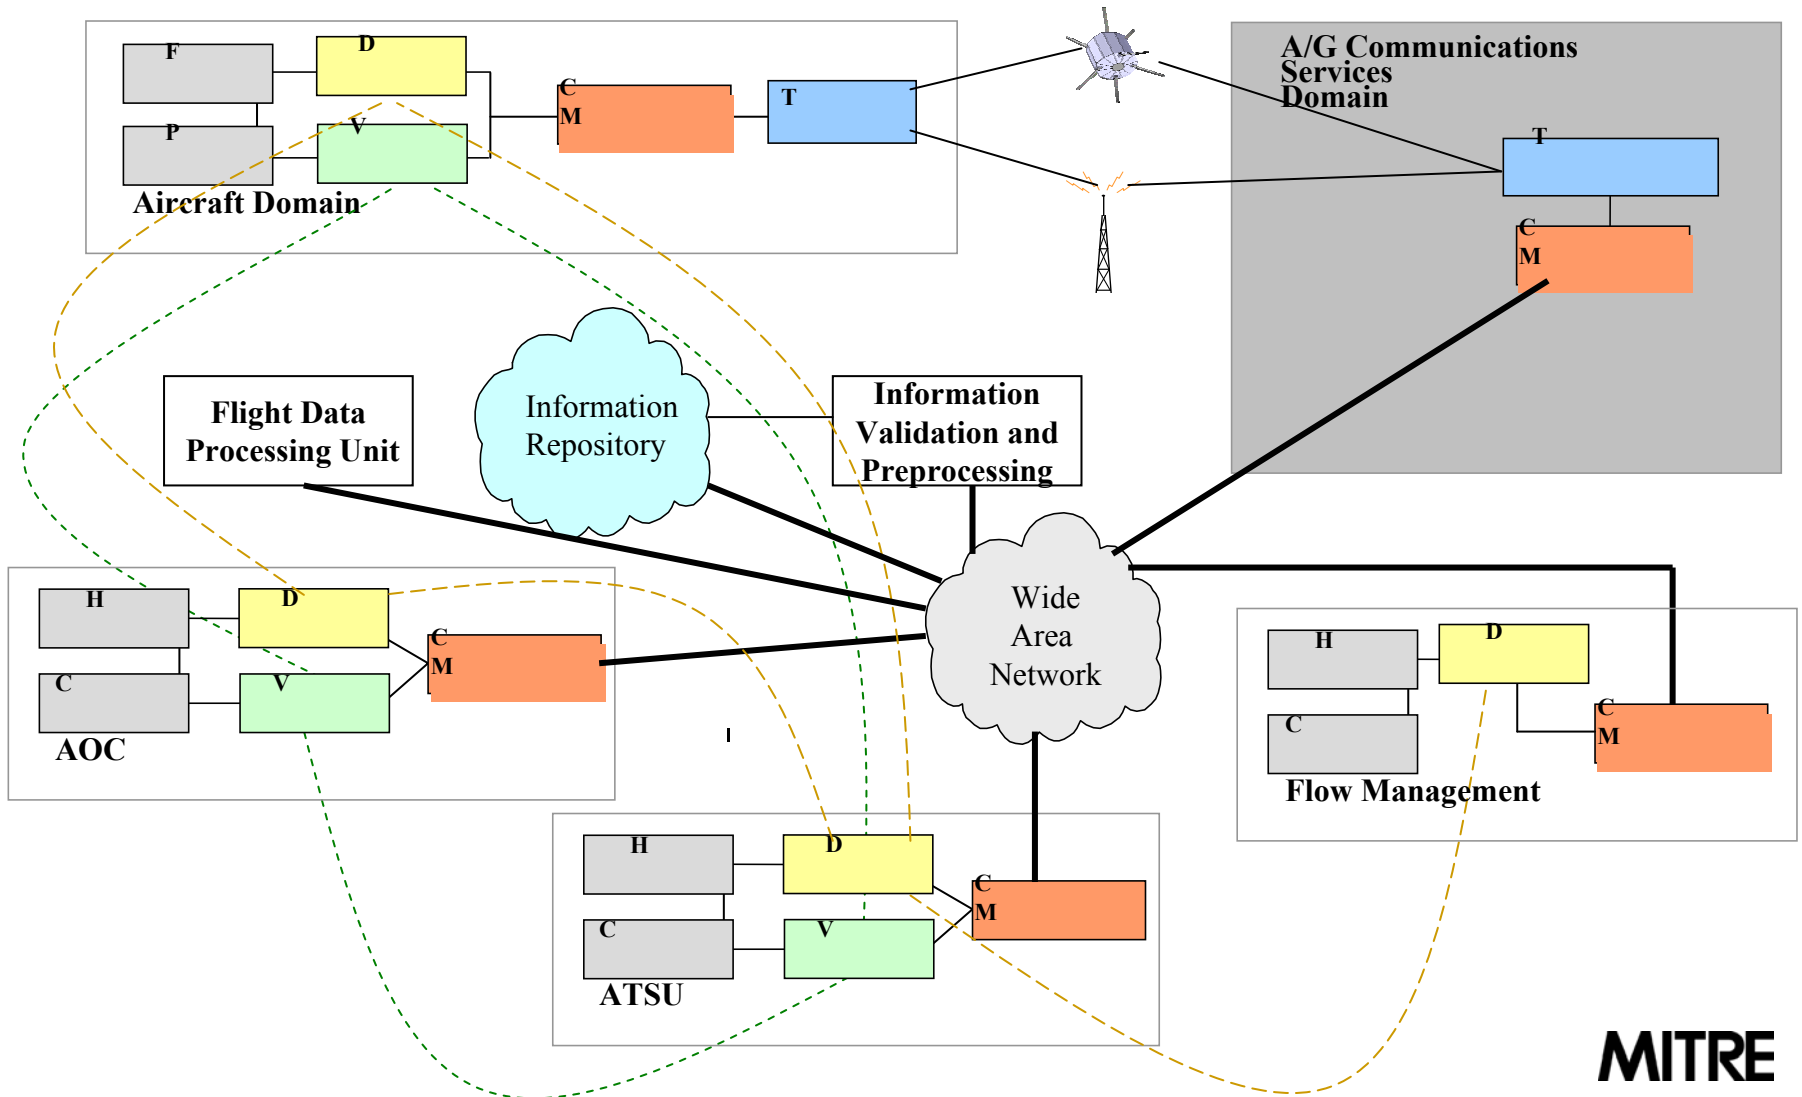 F
D
C
M
T
P
V
Aircraft Domain
A/G Communications
Services
Domain
T
C
M
Flight Data
Processing Unit
Information
Repository
Information
Validation and
Preprocessing
Wide
Area
Network
H
D
C
M
C
V
AOC
H
D
C
M
C
Flow Management
H
D
C
M
C
V
ATSU
MITRE